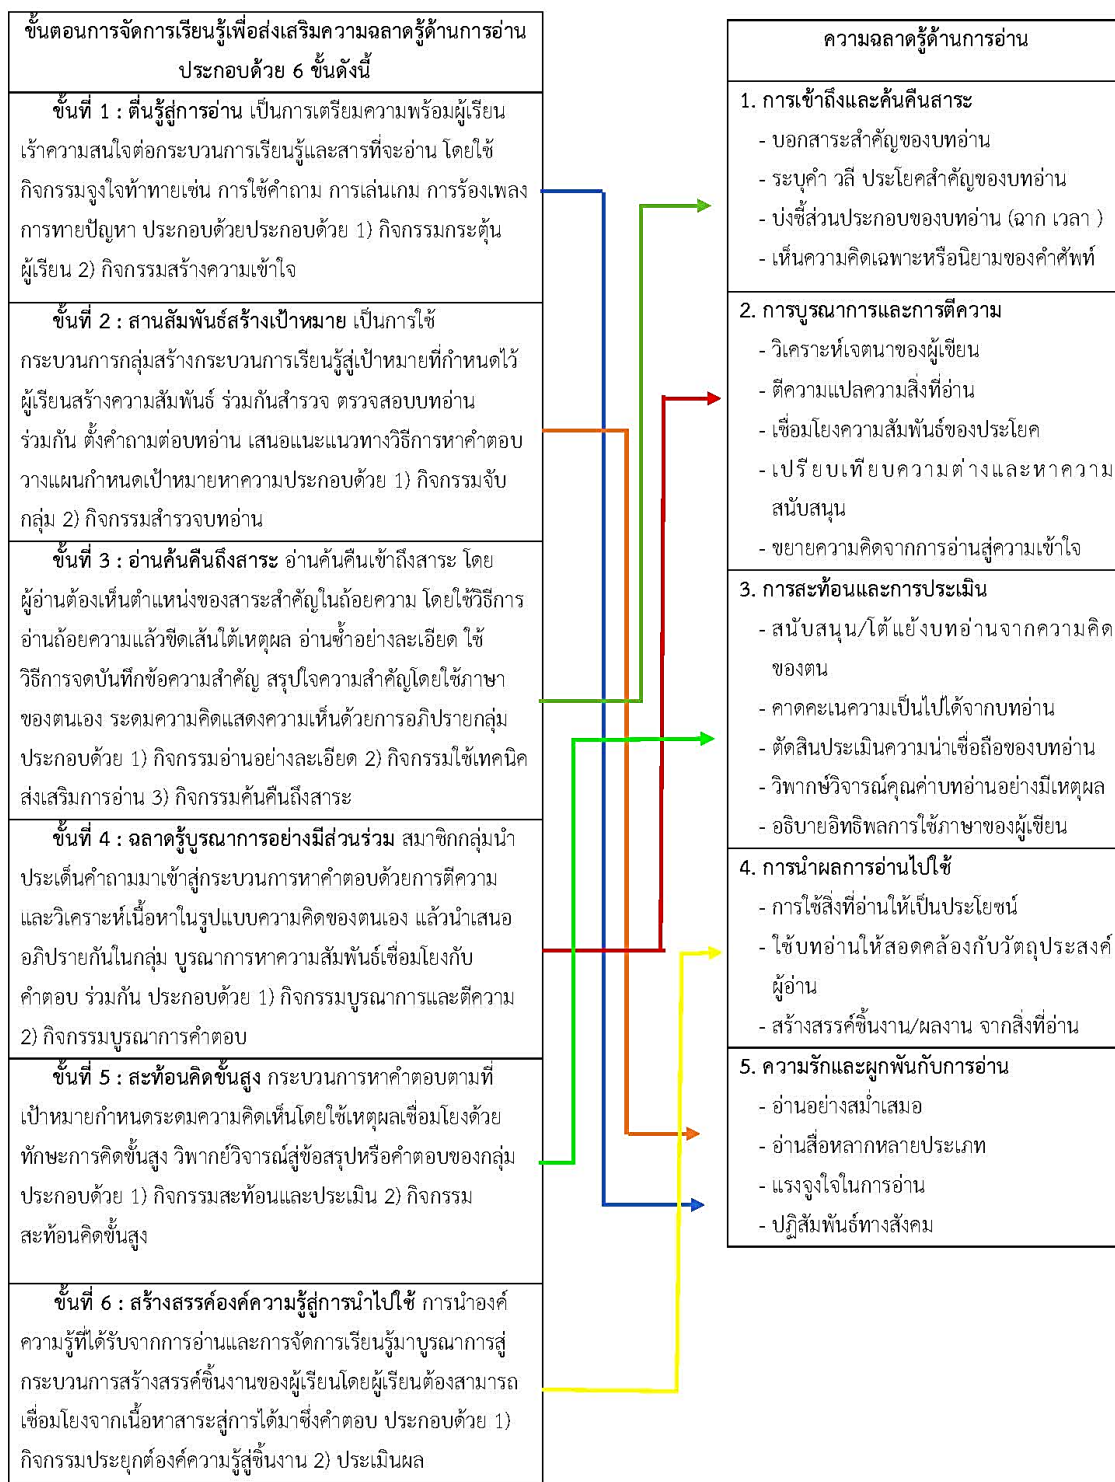 ขั้นตอนการจัดการเรียนรู้เพื่อส่งเสริมความฉลาดรู้ด้านการอ่าน
ประกอบด้วย 6 ขั้นดังนี้
ขั้นที่ 1 : ตื่นรู้สู่การอ่าน เป็นการเตรียมความพร้อมผู้เรียน
เร้าความสนใจต่อกระบวนการเรียนรู้และสารที่จะอ่าน โดยใช้
กิจกรรมจูงใจท้าทายเช่น การใช้คำถาม การเล่นเกม การร้องเพลง
การทายปัญหา ประกอบด้วยประกอบด้วย 1) กิจกรรมกระตุ้น
ผู้เรียน 2) กิจกรรมสร้างความเข้าใจ
ขั้นที่ 2 : สานสัมพันธ์สร้างเป้าหมาย เป็นการใช้
กระบวนการกลุ่มสร้างกระบวนการเรียนรู้สู่เป้าหมายที่กำหนดไว้
ผู้เรียนสร้างความสัมพันธ์ ร่วมกันสำรวจ ตรวจสอบบทอ่าน
ร่วมกัน ตั้งคำถามต่อบทอ่าน เสนอแนะแนวทางวิธีการหาคำตอบ
วางแผนกำหนดเป้าหมายหาความประกอบด้วย 1) กิจกรรมจับ
กลุ่ม 2) กิจกรรมสำรวจบทอ่าน
ขั้นที่ 3 : อ่านค้นคืนถึงสาระ อ่านค้นคืนเข้าถึงสาระ โดย
ผู้อ่านต้องเห็นตำแหน่งของสาระสำคัญในถ้อยความ โดยใช้วิธีการ
อ่านถ้อยความแล้วขีดเส้นใต้เหตุผล อ่านซ้ำอย่างละเอียด ใช้
วิธีการจดบันทึกข้อความสำคัญ สรุปใจความสำคัญโดยใช้ภาษา
ของตนเอง ระดมความคิดแสดงความเห็นด้วยการอภิปรายกลุ่ม
ประกอบด้วย 1) กิจกรรมอ่านอย่างละเอียด 2) กิจกรรมใช้เทคนิค
ส่งเสริมการอ่าน 3) กิจกรรมค้นคืนถึงสาระ
ขั้นที่ 4 : ฉลาดรู้บูรณาการอย่างมีส่วนร่วม สมาชิกกลุ่มนำ
ประเด็นคำถามมาเข้าสู่กระบวนการหาคำตอบด้วยการตีความ
และวิเคราะห์เนื้อหาในรูปแบบความคิดของตนเอง แล้วนำเสนอ
อภิปรายกันในกลุ่ม บูรณาการหาความสัมพันธ์เชื่อมโยงกับ
คำตอบ ร่วมกัน ประกอบด้วย 1) กิจกรรมบูรณาการและตีความ
2) กิจกรรมบูรณาการคำตอบ
ขั้นที่ 5 : สะท้อนคิดขั้นสูง กระบวนการหาคำตอบตามที่
เป้าหมายกำหนดระดมความคิดเห็นโดยใช้เหตุผลเชื่อมโยงด้วย
ทักษะการคิดขั้นสูง วิพากย์วิจารณ์สู่ข้อสรุปหรือคำตอบของกลุ่ม
ประกอบด้วย 1) กิจกรรมสะท้อนและประเมิน 2) กิจกรรม
สะท้อนคิดขั้นสูง
ขั้นที่ 6 : สร้างสรรค์องค์ความรู้สู่การนำไปใช้ การนำองค์
ความรู้ที่ได้รับจากการอ่านและการจัดการเรียนรู้มาบูรณาการสู่
กระบวนการสร้างสรรค์ชิ้นงานของผู้เรียนโดยผู้เรียนต้องสามารถ
เชื่อมโยงจากเนื้อหาสาระสู่การได้มาซึ่งคำตอบ ประกอบด้วย 1)
กิจกรรมประยุกต์องค์ความรู้สู่ชิ้นงาน 2) ประเมินผล
ความฉลาดรู้ด้านการอ่าน
1. การเข้าถึงและค้นคืนสาระ
- บอกสาระสำคัญของบทอ่าน
- ระบุคำ วลี ประโยคสำคัญของบทอ่าน
- บ่งชี้ส่วนประกอบของบทอ่าน (ฉาก เวลา )
- เห็นความคิดเฉพาะหรือนิยามของคำศัพท์
2. การบูรณาการและการตีความ
- วิเคราะห์เจตนาของผู้เขียน
- ตีความแปลความสิ่งที่อ่าน
- เชื่อมโยงความสัมพันธ์ของประโยค
- เปรียบเทียบความต่างและหาความ
สนับสนุน
- ขยายความคิดจากการอ่านสู่ความเข้าใจ
3. การสะท้อนและการประเมิน
- สนับสนุน/โต้แย้งบทอ่านจากความคิด
ของตน
- คาดคะเนความเป็นไปได้จากบทอ่าน
- ตัดสินประเมินความน่าเชื่อถือของบทอ่าน
- วิพากษ์วิจารณ์คุณค่าบทอ่านอย่างมีเหตุผล
- อธิบายอิทธิพลการใช้ภาษาของผู้เขียน
4. การนำผลการอ่านไปใช้
- การใช้สิ่งที่อ่านให้เป็นประโยชน์
- ใช้บทอ่านให้สอดคล้องกับวัตถุประสงค์
ผู้อ่าน
- สร้างสรรค์ชิ้นงาน/ผลงาน จากสิ่งที่อ่าน
5. ความรักและผูกพันกับการอ่าน
- อ่านอย่างสม่ำเสมอ
- อ่านสื่อหลากหลายประเภท
- แรงจูงใจในการอ่าน
- ปฏิสัมพันธ์ทางสังคม